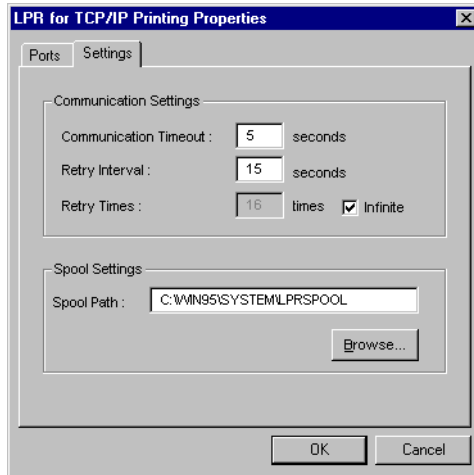 LPR for TCP/IP Printing Properties
Ports Settings
Communication Settings
Communication Timeout : 5 seconds
Retry Interval : 15 seconds
Retry Times : 16 times Infinite
Spool Settings
Spool Path : C:\WIN95\SYSTEM\LPRSPOOL
Browse...
OK Cancel